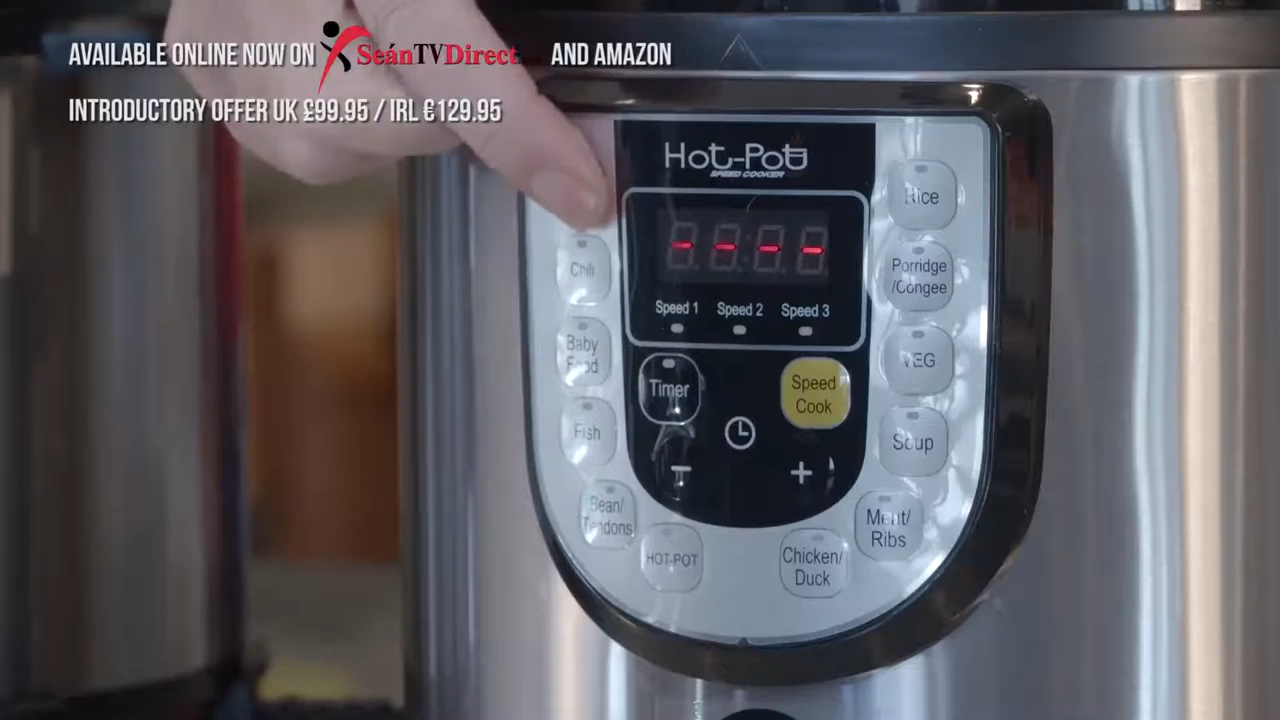 AVAILABLE ONLINE NOW ON SeánTVDirect AND AMAZON
INTRODUCTORY OFFER UK £99.95 / IRL €129.95
Hot-Pot
SPEED COOKER
Speed 1 Speed 2 Speed 3
Timer
Speed
Cook
- +
Chili
Baby
Food
Fish
Bean/
Tendons
HOT-POT
Rice
Porridge
/Congee
VEG
Soup
Meat/
Ribs
Chicken/
Duck